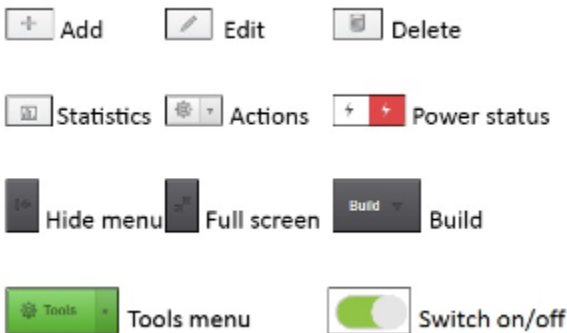 Add Edit Delete
Statistics Actions Power status
Hide menu Full screen Build Build
Tools Tools menu Switch on/off